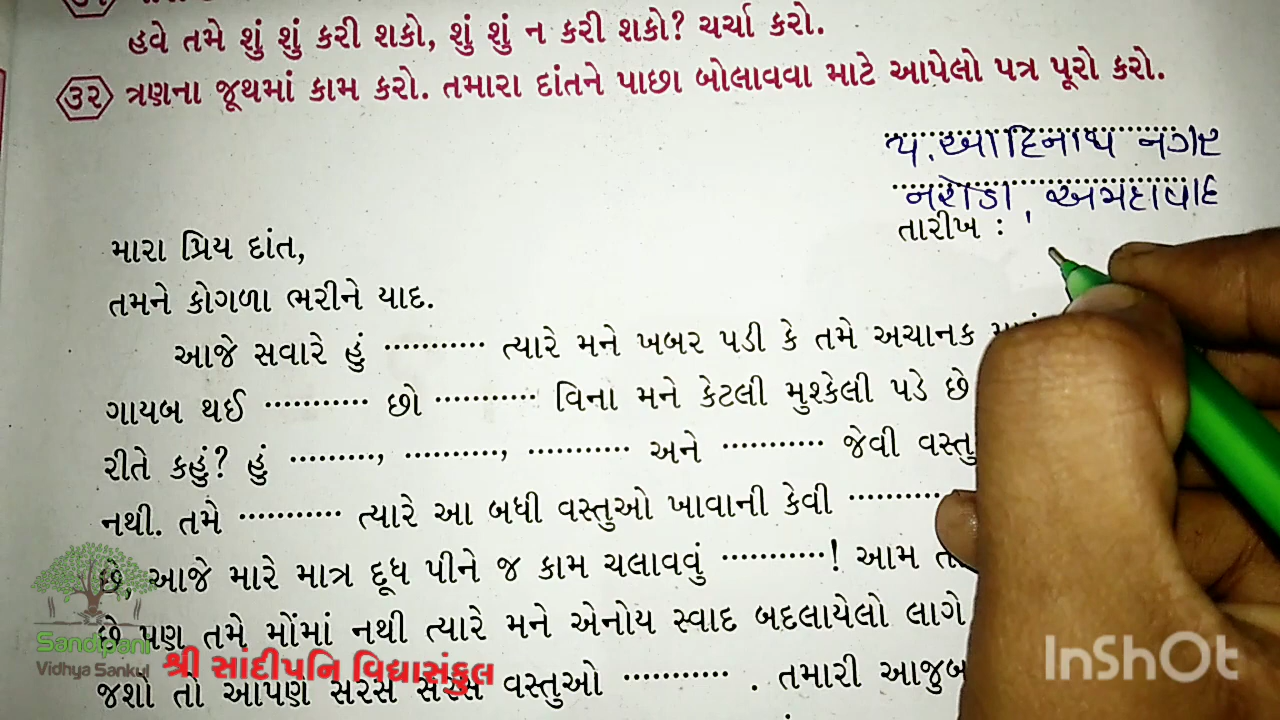 હવે તમે શું શું કરી શકો, શું શું ન કરી શકો? ચર્ચા કરો.
૩૨ ત્રણના જૂથમાં કામ કરો. તમારા દાંતને પાછા બોલાવવા માટે આપેલો પત્ર પૂરો કરો.
૫. આદિનાથ નગર
નરોડા, અમદાવાદ
તારીખ :
મારા પ્રિય દાંત,
તમને કોગળા ભરીને યાદ.
આજે સવારે હું ........... ત્યારે મને ખબર પડી કે તમે અચાનક
ગાયબ થઈ ........... છો ........... વિના મને કેટલી મુશ્કેલી પડે છે
રીતે કહું? હું ........., .........., ........... અને ........... જેવી વસ્તુ
નથી. તમે ........... ત્યારે આ બધી વસ્તુઓ ખાવાની કેવી ..........
છે, આજે મારે માત્ર દૂધ પીને જ કામ ચલાવવું ...........! આમ
છે પણ તમે મોંમાં નથી ત્યારે મને એનોય સ્વાદ બદલાયેલો લાગે
જશો તો આપણે સરસ સરસ વસ્તુઓ ........... . તમારી આજુબ
Sandipani
Vidhya Sankul
શ્રી સાંદીપનિ વિદ્યાસંકુલ
InShOt